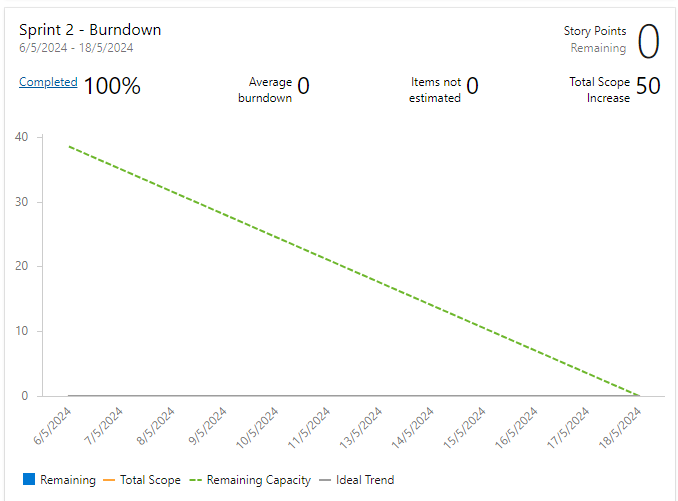 Sprint 2 - Burndown
6/5/2024 - 18/5/2024
Story Points
Remaining
0
Completed 100%
Average
burndown
0
Items not
estimated
0
Total Scope
Increase
50
40
30
20
10
0
6/5/2024
7/5/2024
8/5/2024
9/5/2024
10/5/2024
11/5/2024
13/5/2024
14/5/2024
15/5/2024
16/5/2024
17/5/2024
18/5/2024
Remaining Total Scope Remaining Capacity Ideal Trend